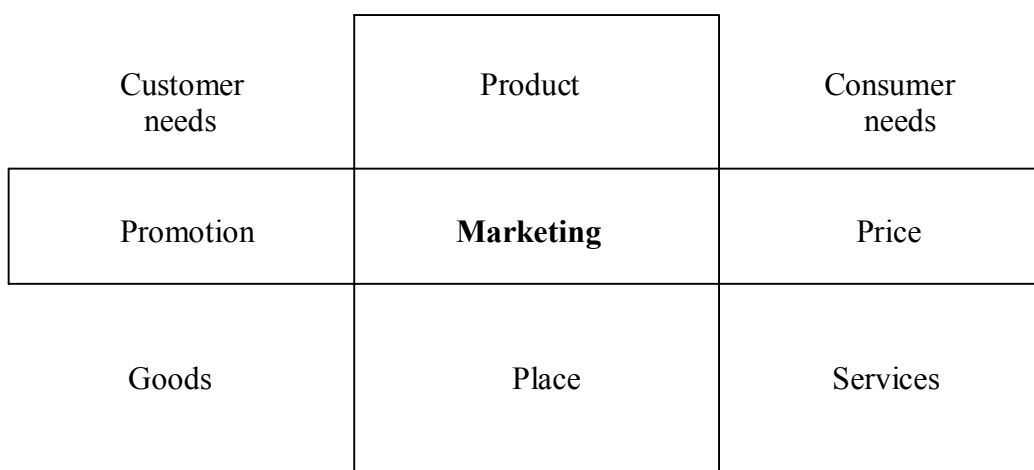 Customer
needs
Product
Consumer
needs
Promotion
Marketing
Price
Goods
Place
Services